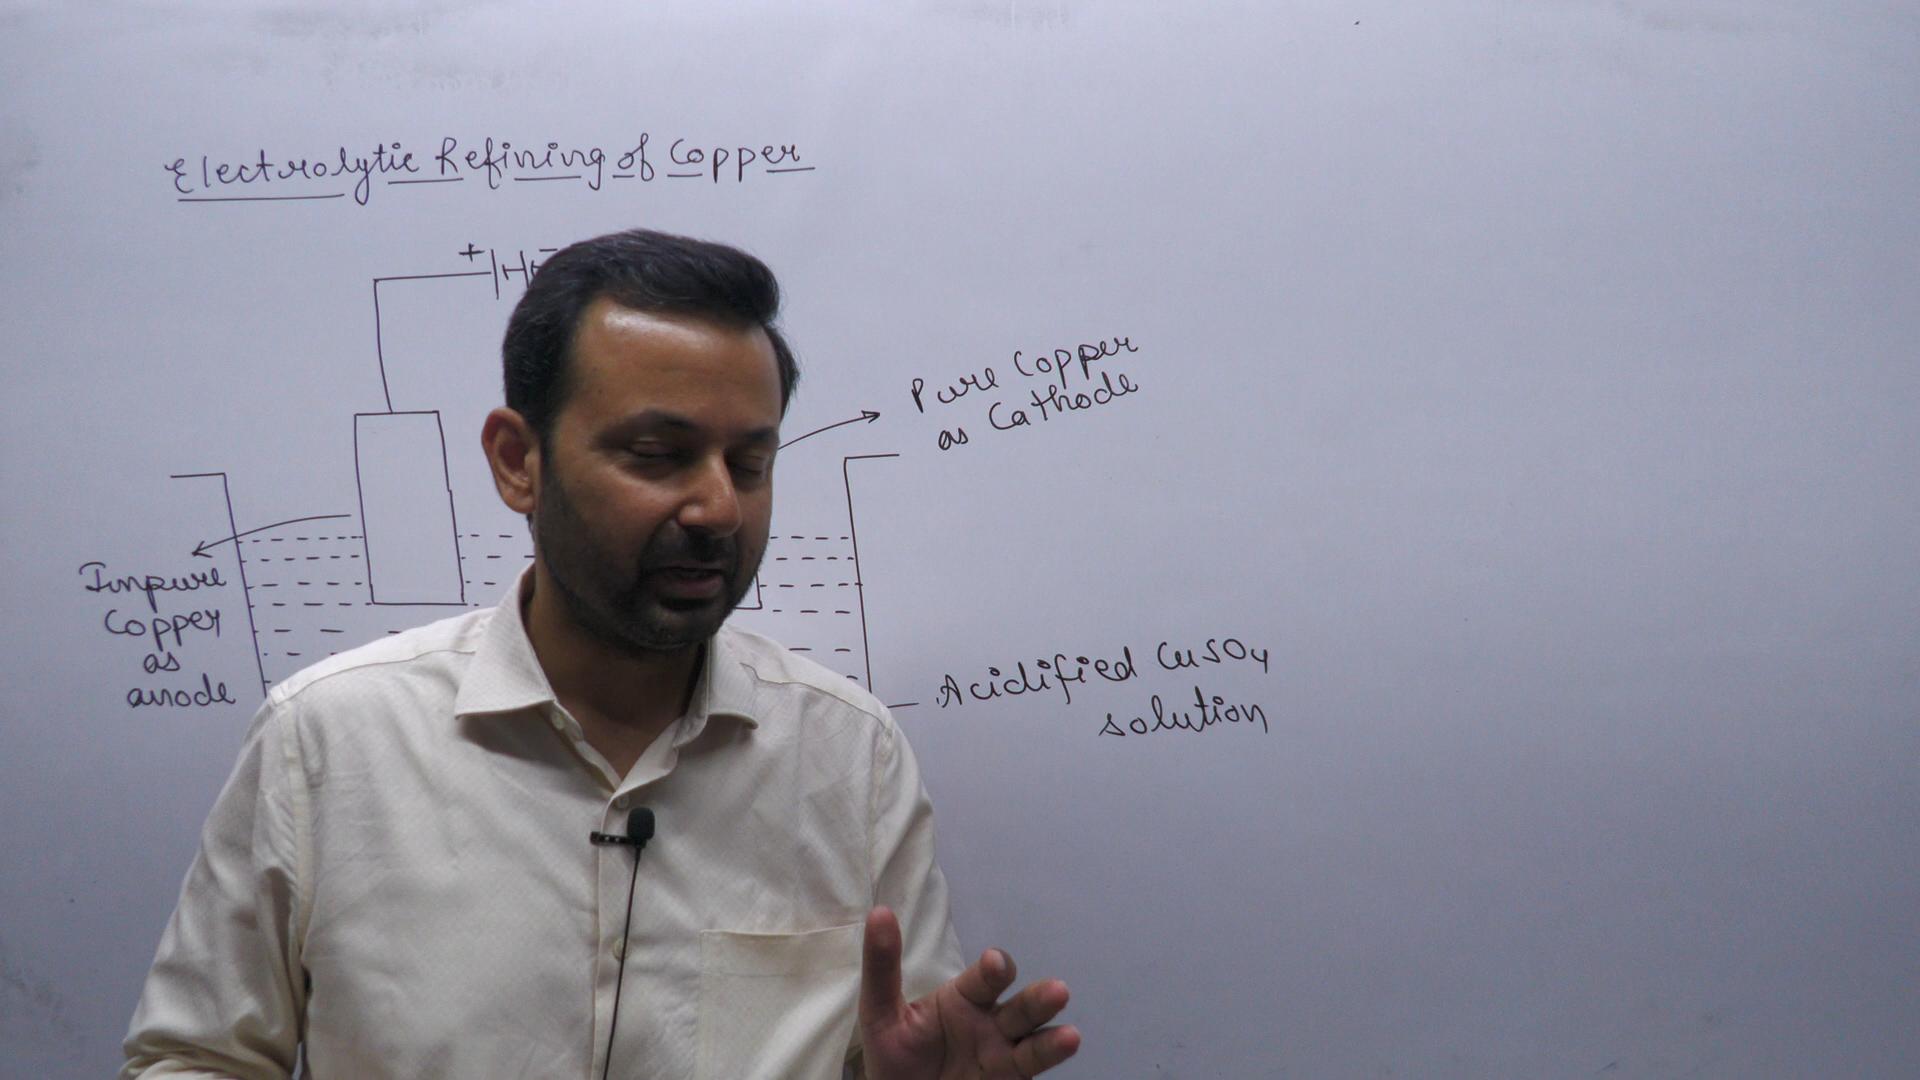 Electrolytic Refining of Copper
+ -
Pure Copper
as Cathode
Impure
Copper
as
anode
Acidified CuSO4
solution